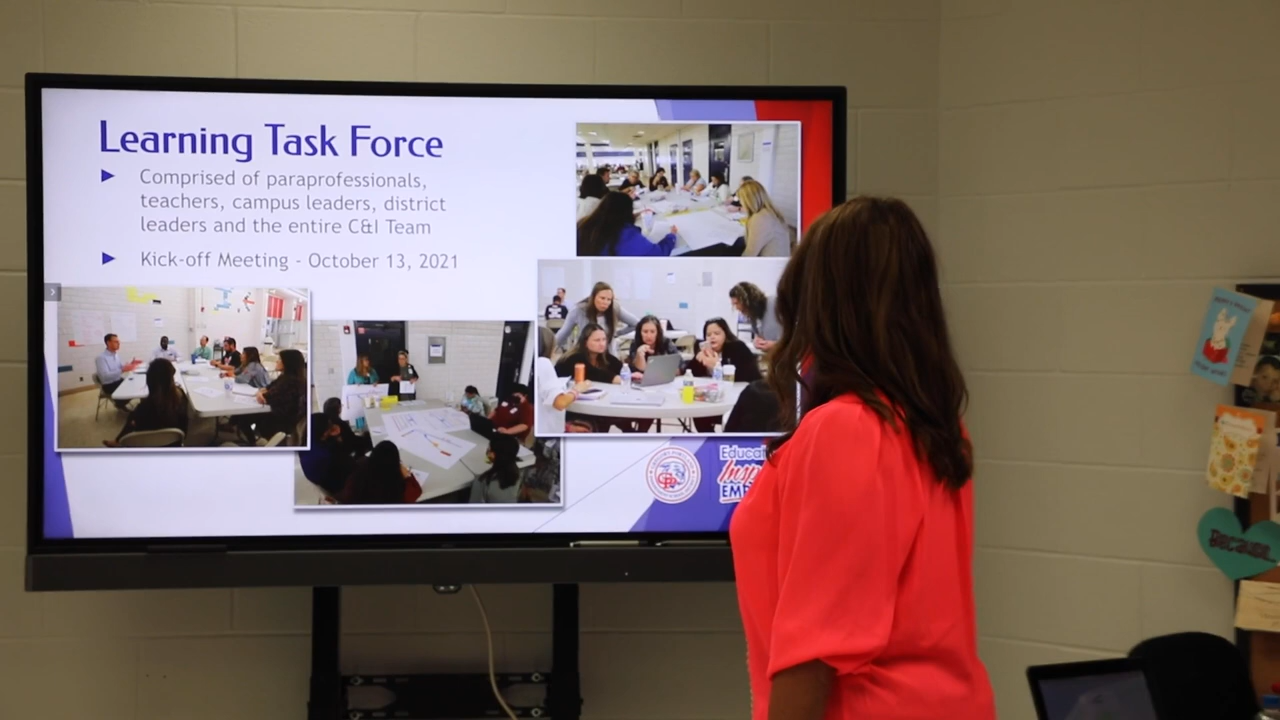 Learning Task Force
Comprised of paraprofessionals,
teachers, campus leaders, district
leaders and the entire C&I Team
Kick-off Meeting - October 13, 2021